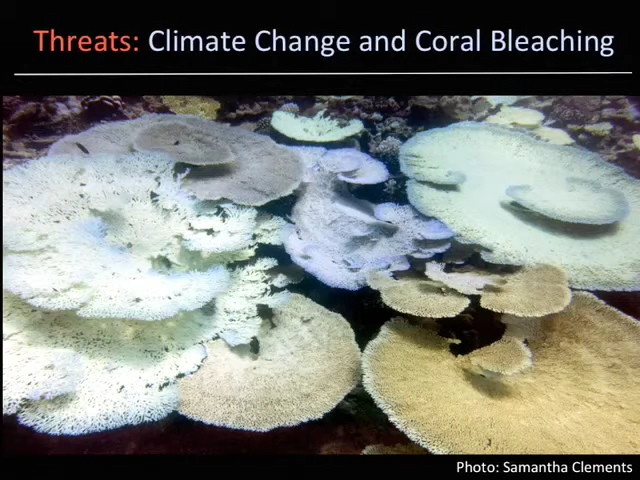 Threats: Climate Change and Coral Bleaching
Photo: Samantha Clements